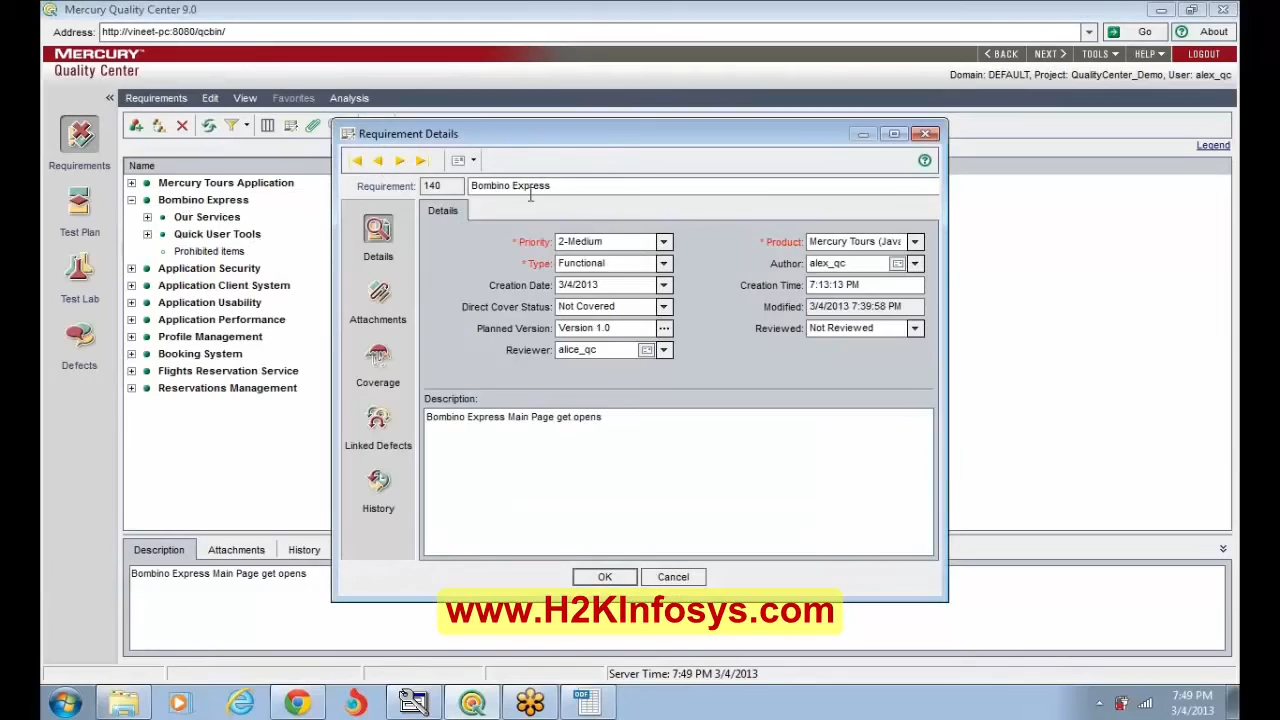 Mercury Quality Center 9.0
Address: http://vineet-pc:8080/qcbin/ Go About
MERCURY™ BACK NEXT TOOLS HELP LOGOUT
Quality Center Domain: DEFAULT, Project: QualityCenter_Demo, User: alex_qc
« Requirements Edit View Favorites Analysis
Legend
Requirements
Test Plan
Test Lab
Defects
Name
Mercury Tours Application
Bombino Express
Our Services
Quick User Tools
Prohibited items
Application Security
Application Client System
Application Usability
Application Performance
Profile Management
Booking System
Flights Reservation Service
Reservations Management
Requirement Details
Requirement: 140 Bombino Express
Details
Attachments
Coverage
Linked Defects
History
Details
* Priority: 2-Medium * Product: Mercury Tours (Java
* Type: Functional Author: alex_qc
Creation Date: 3/4/2013 Creation Time: 7:13:13 PM
Direct Cover Status: Not Covered Modified: 3/4/2013 7:39:58 PM
Planned Version: Version 1.0 ... Reviewed: Not Reviewed
Reviewer: alice_qc
Description:
Bombino Express Main Page get opens
OK Cancel
Description Attachments History
Bombino Express Main Page get opens
www.H2KInfosys.com
Server Time: 7:49 PM 3/4/2013
7:49 PM
3/4/2013